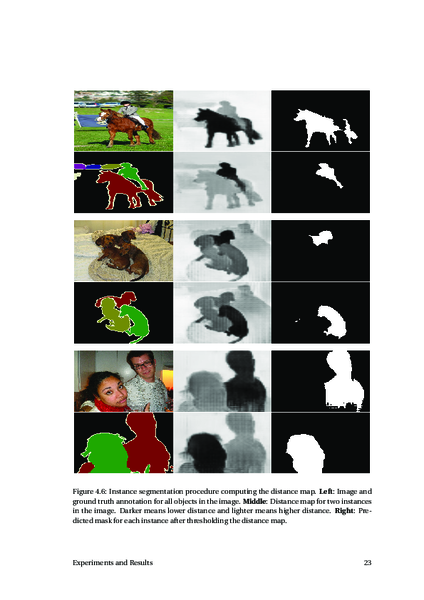 Figure 4.6: Instance segmentation procedure computing the distance map. Left: Image and
ground truth annotation for all objects in the image. Middle: Distance map for two instances
in the image. Darker means lower distance and lighter means higher distance. Right: Pre-
dicted mask for each instance after thresholding the distance map.
Experiments and Results 23